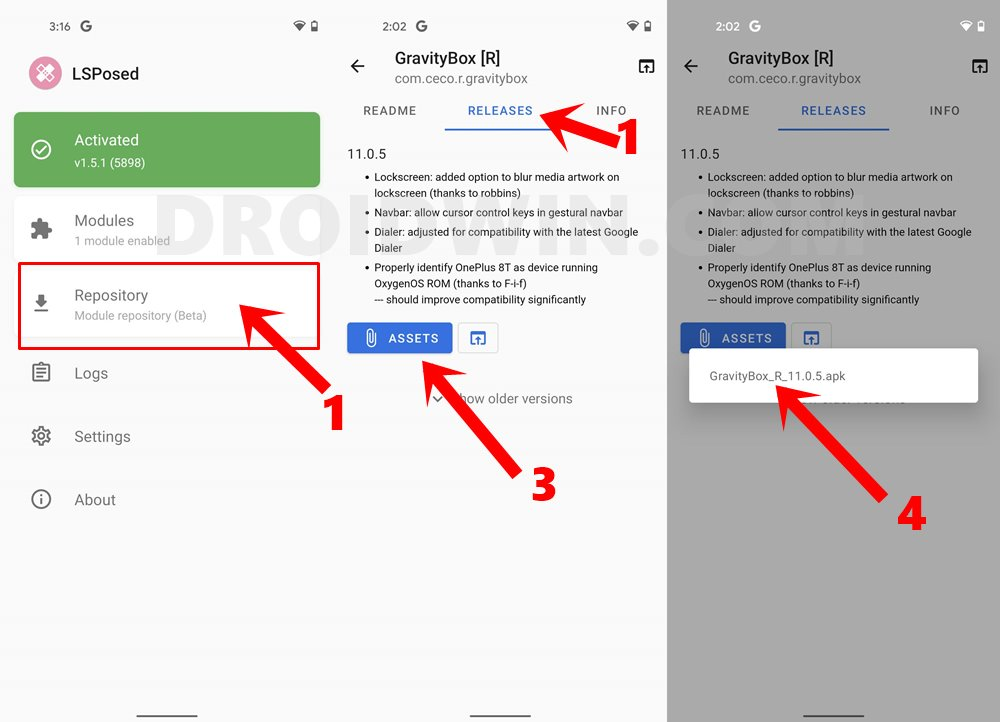 3:16 G
LSPosed
Activated
v1.5.1 (5898)
Modules
1 module enabled
Repository
Module repository (Beta)
1
Logs
Settings
About
2:02 G
GravityBox [R]
com.ceco.r.gravitybox
README RELEASES INFO
1
11.0.5
• Lockscreen: added option to blur media artwork on
lockscreen (thanks to robbins)
• Navbar: allow cursor control keys in gestural navbar
• Dialer: adjusted for compatibility with the latest Google
Dialer
• Properly identify OnePlus 8T as device running
OxygenOS ROM (thanks to F-i-f)
--- should improve compatibility significantly
ASSETS
Show older versions
3
2:02 G
GravityBox [R]
com.ceco.r.gravitybox
README RELEASES INFO
11.0.5
• Lockscreen: added option to blur media artwork on
lockscreen (thanks to robbins)
• Navbar: allow cursor control keys in gestural navbar
• Dialer: adjusted for compatibility with the latest Google
Dialer
• Properly identify OnePlus 8T as device running
OxygenOS ROM (thanks to F-i-f)
--- should improve compatibility significantly
ASSETS
GravityBox_R_11.0.5.apk
4
DROIDWIN.COM